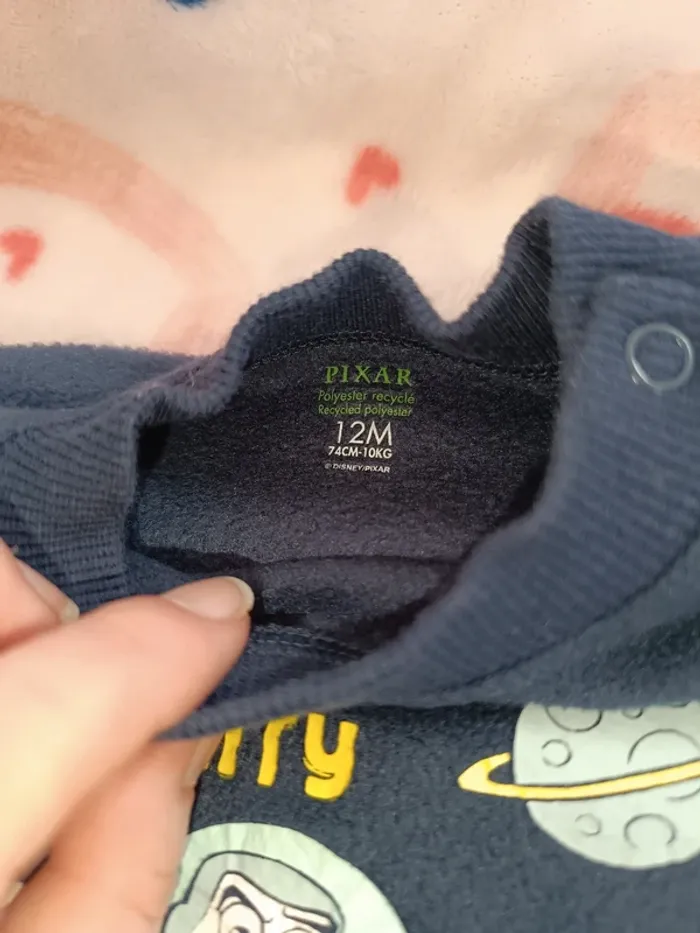 PIXAR
Polyester recyclé
Recycled polyester
12M
74CM-10KG
© DISNEY/PIXAR